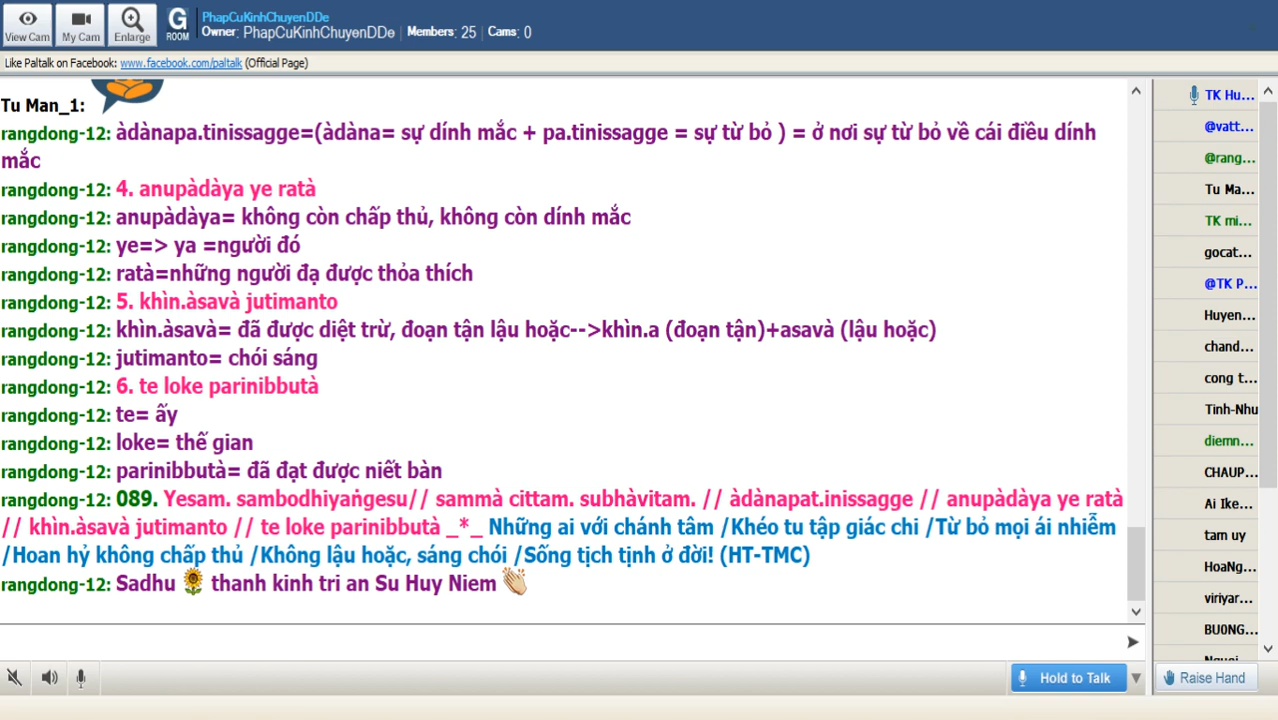 PhapCuKinhChuyenDDe
Owner: PhapCuKinhChuyenDDe | Members: 25 | Cams: 0
View Cam
My Cam
Enlarge
G
ROOM
Like Paltalk on Facebook: www.facebook.com/paltalk (Official Page)
Tu Man_1:
rangdong-12: àdànapa.tinissagge=(àdàna= sự dính mắc + pa.tinissagge = sự từ bỏ ) = ở nơi sự từ bỏ về cái điều dính
mắc
rangdong-12: 4. anupàdàya ye ratà
rangdong-12: anupàdàya= không còn chấp thủ, không còn dính mắc
rangdong-12: ye=> ya =người đó
rangdong-12: ratà=những người đạ được thỏa thích
rangdong-12: 5. khìn.àsavà jutimanto
rangdong-12: khìn.àsavà= đã được diệt trừ, đoạn tận lậu hoặc-->khìn.a (đoạn tận)+asavà (lậu hoặc)
rangdong-12: jutimanto= chói sáng
rangdong-12: 6. te loke parinibbutà
rangdong-12: te= ấy
rangdong-12: loke= thế gian
rangdong-12: parinibbutà= đã đạt được niết bàn
rangdong-12: 089. Yesam. sambodhiyaṅgesu// sammà cittam. subhàvitam. // àdànapat.inissagge // anupàdàya ye ratà
// khìn.àsavà jutimanto // te loke parinibbutà _*_ Những ai với chánh tâm /Khéo tu tập giác chi /Từ bỏ mọi ái nhiễm
/Hoan hỷ không chấp thủ /Không lậu hoặc, sáng chói /Sống tịch tịnh ở đời! (HT-TMC)
rangdong-12: Sadhu 🌻 thanh kinh tri an Su Huy Niem 👏
TK Hu...
@vatt...
@rang...
Tu Ma...
TK mi...
gocat...
@TK P...
Huyen...
chand...
cong t...
Tinh-Nhu
diemn...
CHAUP...
Ai Ike...
tam uy
HoaNg...
viriyar...
BUONG...
Hold to Talk
Raise Hand